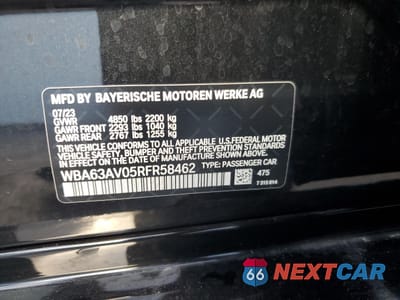 MFD BY BAYERISCHE MOTOREN WERKE AG
07/23
GVWR 4850 lbs 2200 kg
GAWR FRONT 2293 lbs 1040 kg
GAWR REAR 2767 lbs 1255 kg
THIS VEHICLE CONFORMS TO ALL APPLICABLE U.S. FEDERAL MOTOR
VEHICLE SAFETY, BUMPER, AND THEFT PREVENTION STANDARDS
IN EFFECT ON THE DATE OF MANUFACTURE SHOWN ABOVE.
WBA63AV05RFR58462 TYPE: PASSENGER CAR
475
66 NEXTCAR